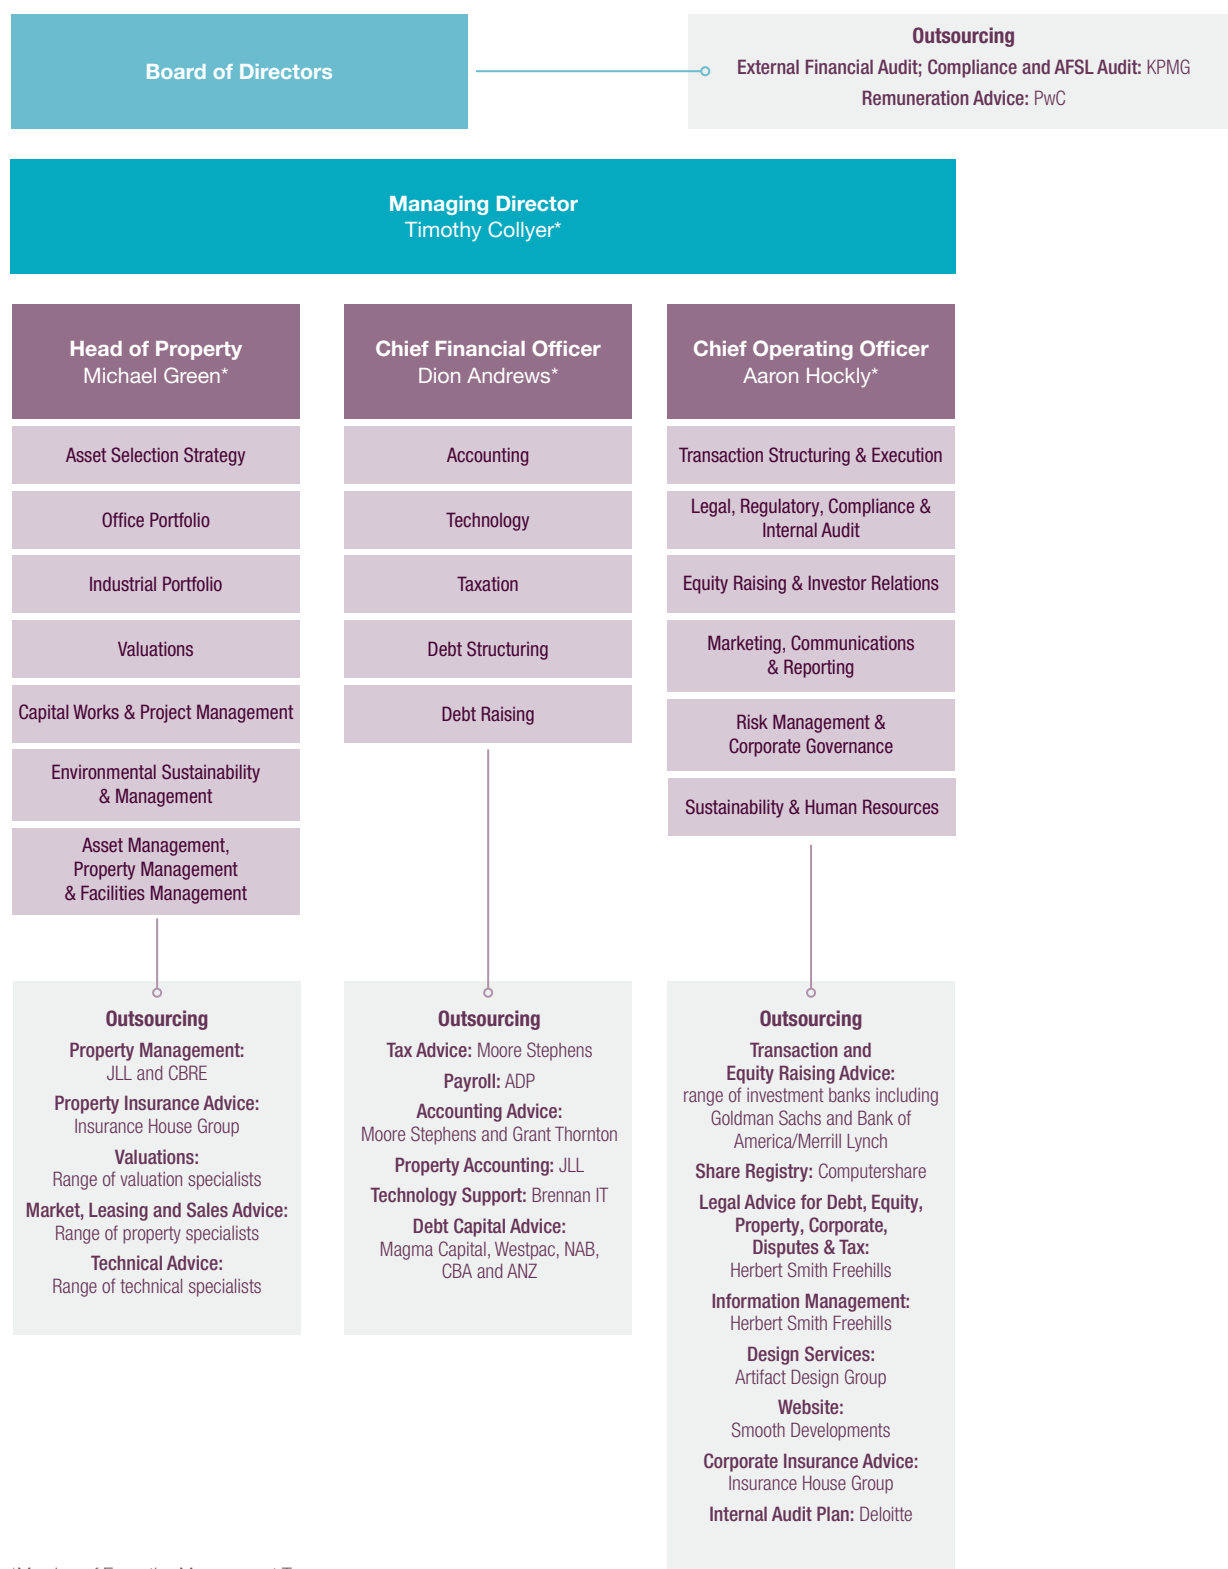 Board of Directors
Outsourcing
External Financial Audit; Compliance and AFSL Audit: KPMG
Remuneration Advice: PwC
Managing Director
Timothy Collyer*
Head of Property
Michael Green*
Asset Selection Strategy
Office Portfolio
Industrial Portfolio
Valuations
Capital Works & Project Management
Environmental Sustainability
& Management
Asset Management,
Property Management
& Facilities Management
Outsourcing
Property Management:
JLL and CBRE
Property Insurance Advice:
Insurance House Group
Valuations:
Range of valuation specialists
Market, Leasing and Sales Advice:
Range of property specialists
Technical Advice:
Range of technical specialists
Chief Financial Officer
Dion Andrews*
Accounting
Technology
Taxation
Debt Structuring
Debt Raising
Outsourcing
Tax Advice: Moore Stephens
Payroll: ADP
Accounting Advice:
Moore Stephens and Grant Thornton
Property Accounting: JLL
Technology Support: Brennan IT
Debt Capital Advice:
Magma Capital, Westpac, NAB,
CBA and ANZ
Chief Operating Officer
Aaron Hockly*
Transaction Structuring & Execution
Legal, Regulatory, Compliance &
Internal Audit
Equity Raising & Investor Relations
Marketing, Communications
& Reporting
Risk Management &
Corporate Governance
Sustainability & Human Resources
Outsourcing
Transaction and
Equity Raising Advice:
range of investment banks including
Goldman Sachs and Bank of
America/Merrill Lynch
Share Registry: Computershare
Legal Advice for Debt, Equity,
Property, Corporate,
Disputes & Tax:
Herbert Smith Freehills
Information Management:
Herbert Smith Freehills
Design Services:
Artifact Design Group
Website:
Smooth Developments
Corporate Insurance Advice:
Insurance House Group
Internal Audit Plan: Deloitte